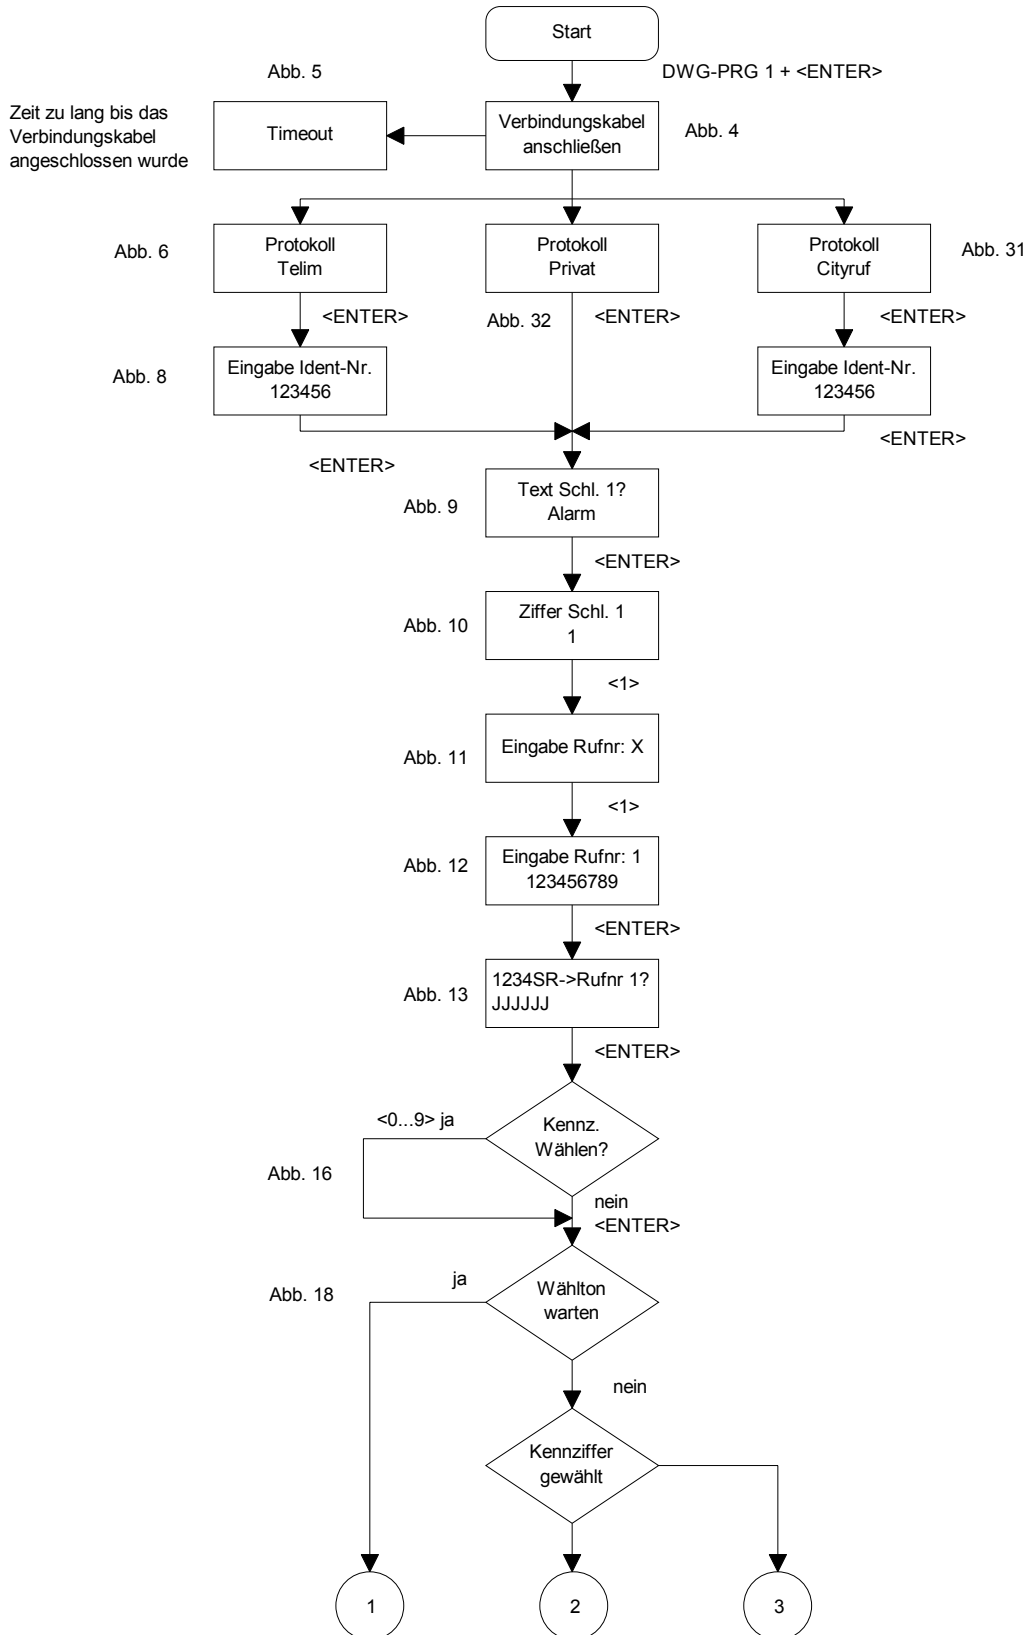 Start
Abb. 5
DWG-PRG 1 + <ENTER>
Zeit zu lang bis das
Verbindungskabel
angeschlossen wurde
Timeout
Verbindungskabel
anschließen
Abb. 4
Abb. 6
Protokoll
Telim
Protokoll
Privat
Protokoll
Cityruf
Abb. 31
<ENTER>
Abb. 32
<ENTER>
<ENTER>
Abb. 8
Eingabe Ident-Nr.
123456
Eingabe Ident-Nr.
123456
<ENTER>
<ENTER>
Abb. 9
Text Schl. 1?
Alarm
<ENTER>
Abb. 10
Ziffer Schl. 1
1
<1>
Abb. 11
Eingabe Rufnr: X
<1>
Abb. 12
Eingabe Rufnr: 1
123456789
<ENTER>
Abb. 13
1234SR->Rufnr 1?
JJJJJJ
<ENTER>
<0...9> ja
Kennz.
Wählen?
Abb. 16
nein
<ENTER>
ja
Abb. 18
Wählton
warten
nein
Kennziffer
gewählt
1
2
3